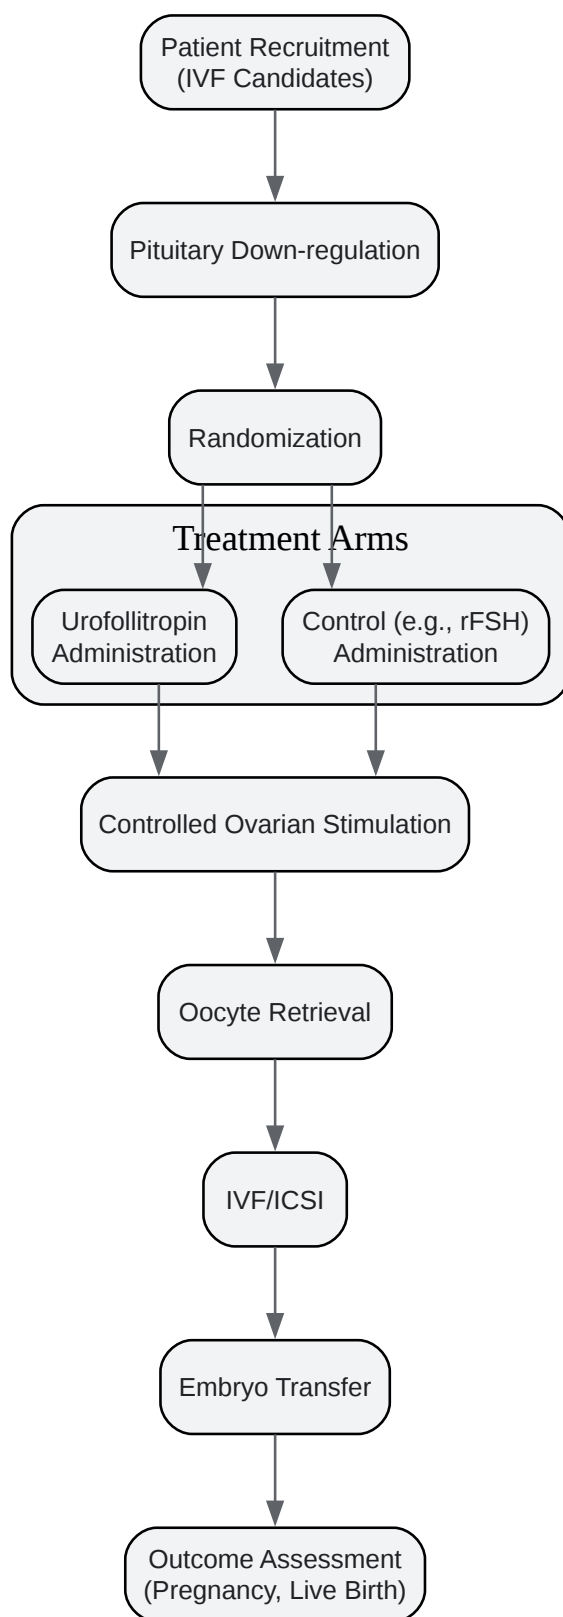 Patient Recruitment
(IVF Candidates)
Pituitary Down-regulation
Randomization
Treatment Arms
Urofollitropin
Administration
Control (e.g., rFSH)
Administration
Controlled Ovarian Stimulation
Oocyte Retrieval
IVF/ICSI
Embryo Transfer
Outcome Assessment
(Pregnancy, Live Birth)